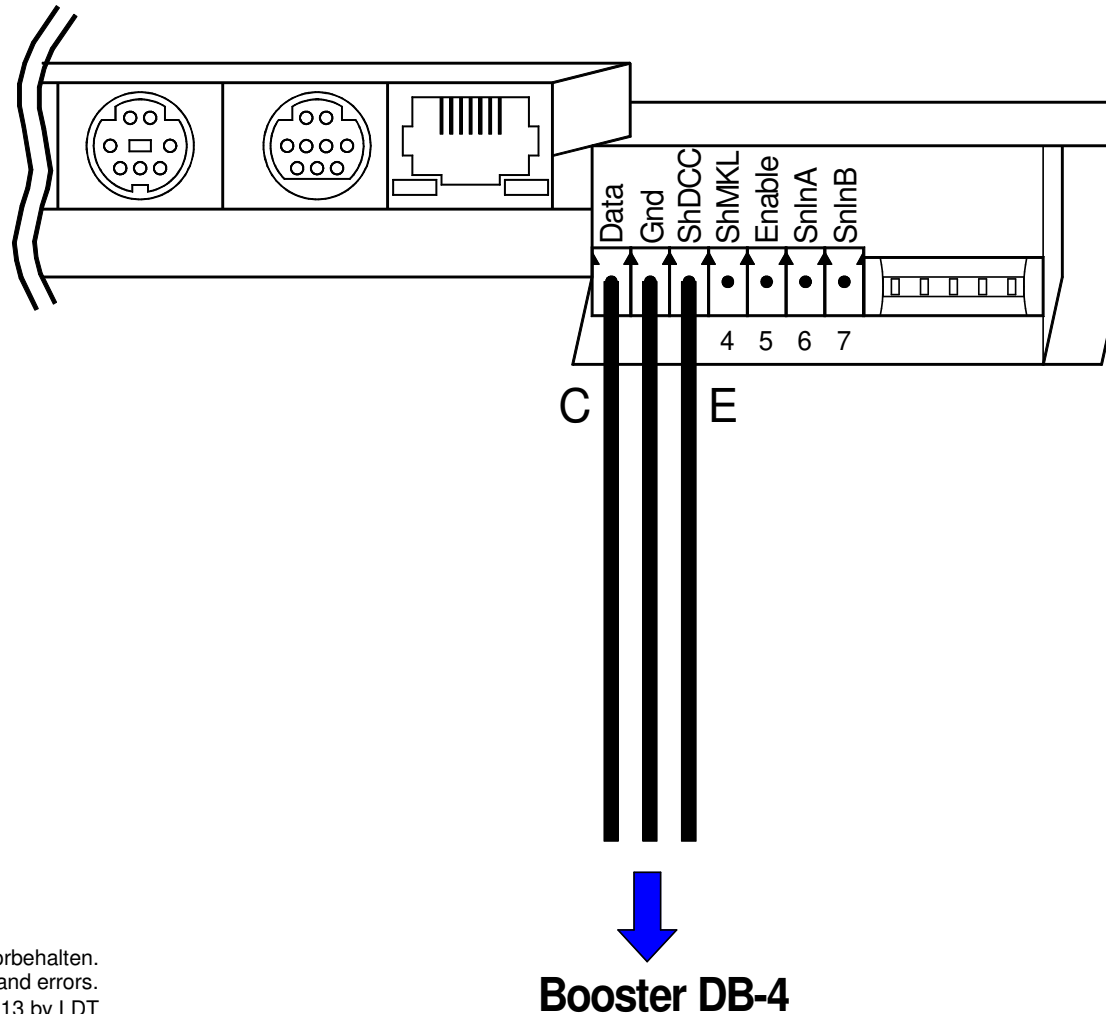 Data
Gnd
ShDCC
ShMKL
Enable
SnInA
SnInB
4 5 6 7
C E
orbehalten.
and errors.
13 by LDT
Booster DB-4